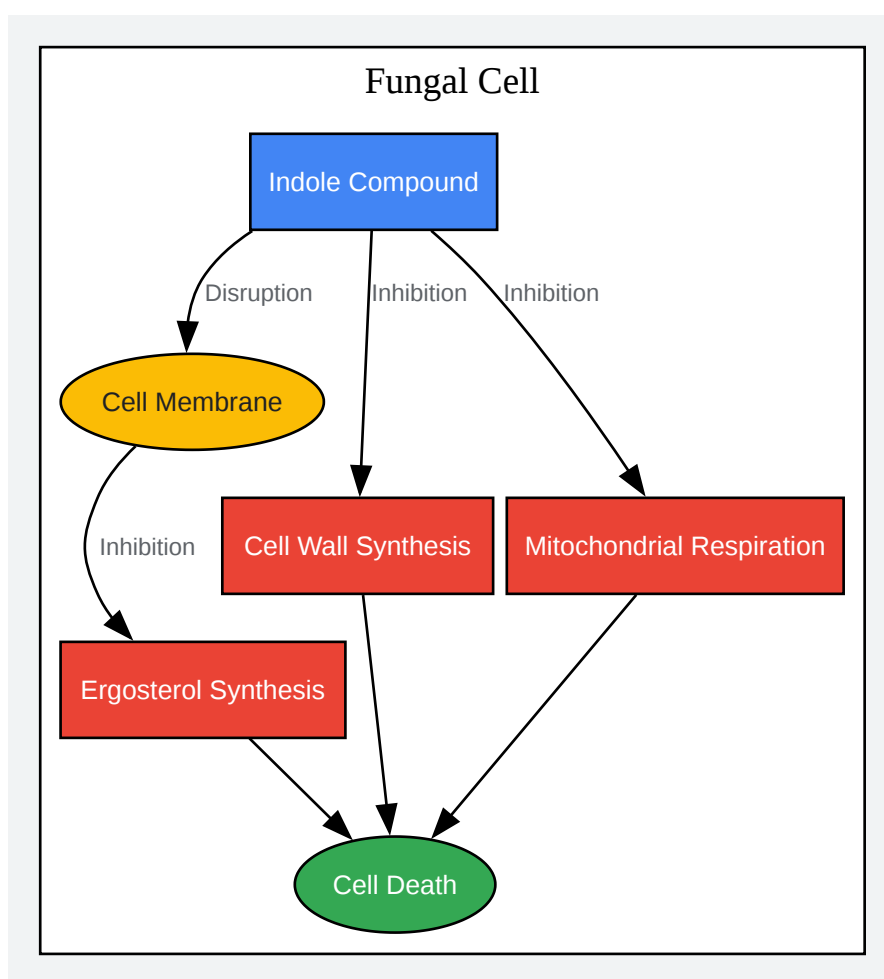 Fungal Cell
Indole Compound
Disruption
Inhibition
Inhibition
Cell Membrane
Inhibition
Cell Wall Synthesis
Mitochondrial Respiration
Ergosterol Synthesis
Cell Death